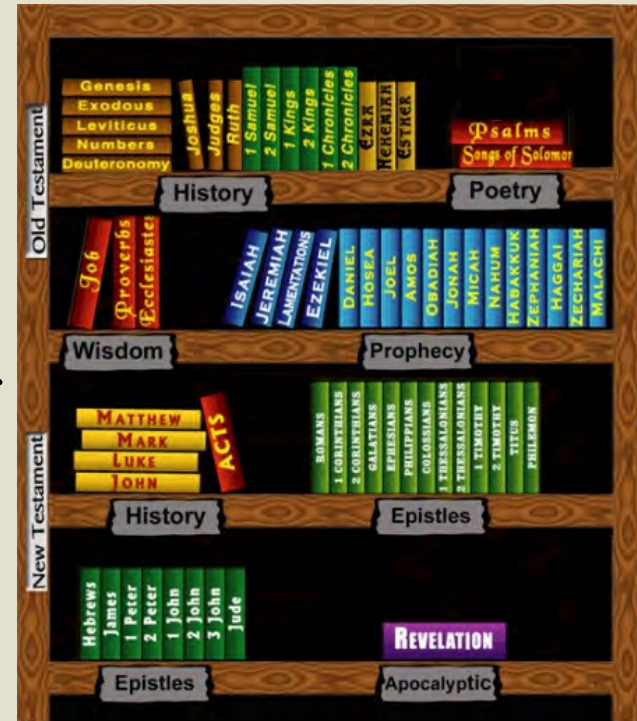 Old Testament
Genesis
Exodous
Leviticus
Numbers
Deuteronomy
Joshua
Judges
Ruth
1 Samuel
2 Samuel
1 Kings
2 Kings
1 Chronicles
2 Chronicles
EZRA
NEHEMIAH
ESTHER
Psalms
Songs of Solomon
History
Poetry
Job
Proverbs
Ecclesiastes
ISAIAH
JEREMIAH
LAMENTATIONS
EZEKIEL
DANIEL
HOSEA
JOEL
AMOS
OBADIAH
JONAH
MICAH
NAHUM
HABAKKUK
ZEPHANIAH
HAGGAI
ZECHARIAH
MALACHI
Wisdom
Prophecy
New Testament
MATTHEW
MARK
LUKE
JOHN
ACTS
ROMANS
1 CORINTHIANS
2 CORINTHIANS
GALATIANS
EPHESIANS
PHILIPPIANS
COLOSSIANS
1 THESSALONIANS
2 THESSALONIANS
1 TIMOTHY
2 TIMOTHY
TITUS
PHILEMON
History
Epistles
Hebrews
James
1 Peter
2 Peter
1 John
2 John
3 John
Jude
REVELATION
Epistles
Apocalyptic